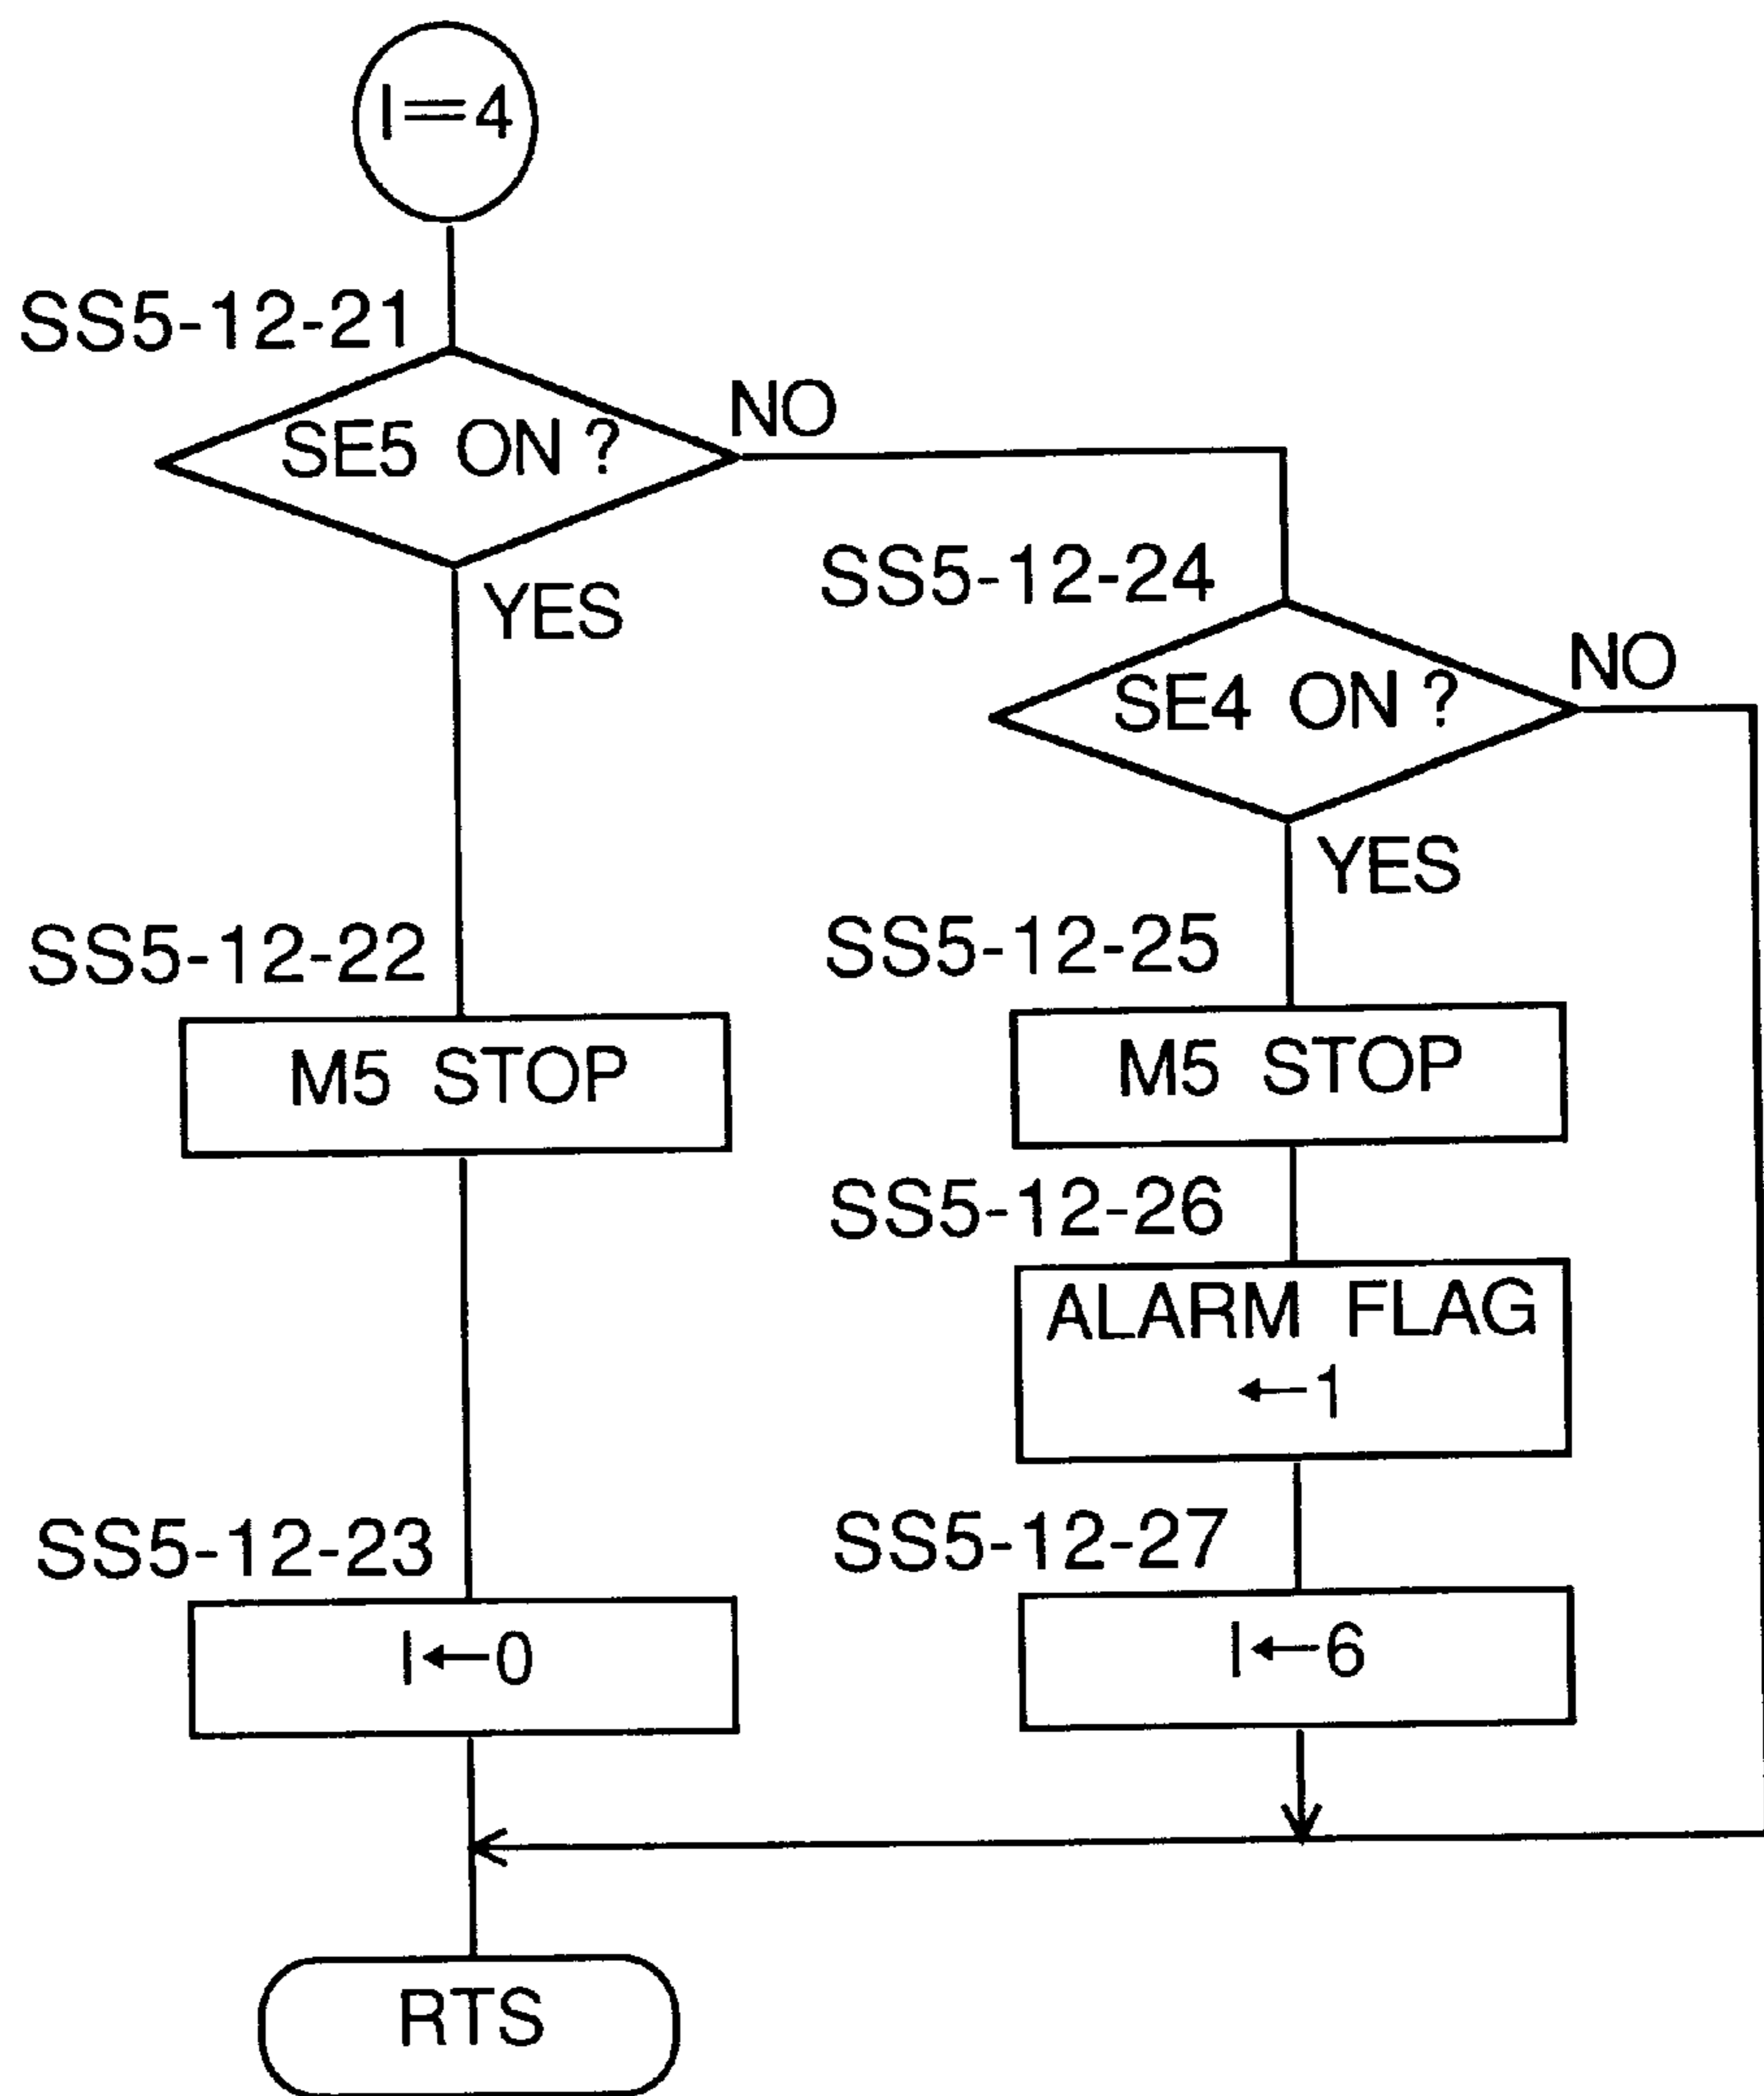 I=4
SS5-12-21
SE5 ON ?
NO
YES
SS5-12-24
SE4 ON ?
NO
YES
SS5-12-22
M5 STOP
SS5-12-25
M5 STOP
SS5-12-26
ALARM FLAG
←1
SS5-12-23
I←0
SS5-12-27
I←6
RTS